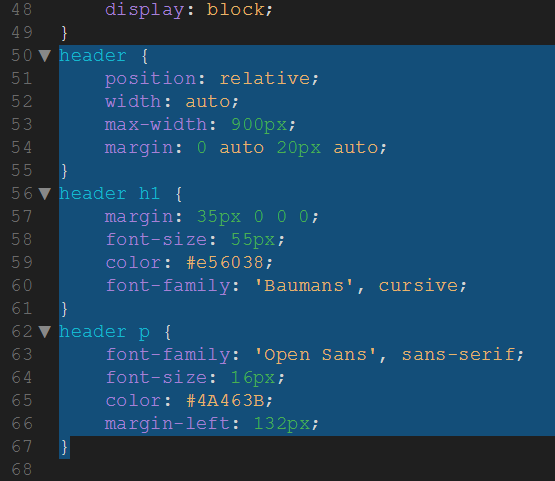 48 display: block;
49 }
50 header {
51 position: relative;
52 width: auto;
53 max-width: 900px;
54 margin: 0 auto 20px auto;
55 }
56 header h1 {
57 margin: 35px 0 0 0;
58 font-size: 55px;
59 color: #e56038;
60 font-family: 'Baumans', cursive;
61 }
62 header p {
63 font-family: 'Open Sans', sans-serif;
64 font-size: 16px;
65 color: #4A463B;
66 margin-left: 132px;
67 }
68